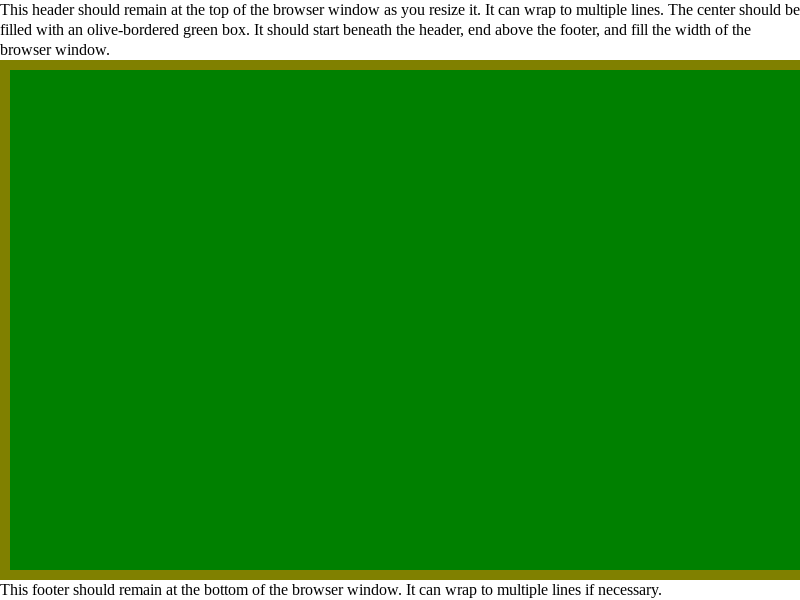 This header should remain at the top of the browser window as you resize it. It can wrap to multiple lines. The center should be
filled with an olive-bordered green box. It should start beneath the header, end above the footer, and fill the width of the
browser window.
This footer should remain at the bottom of the browser window. It can wrap to multiple lines if necessary.